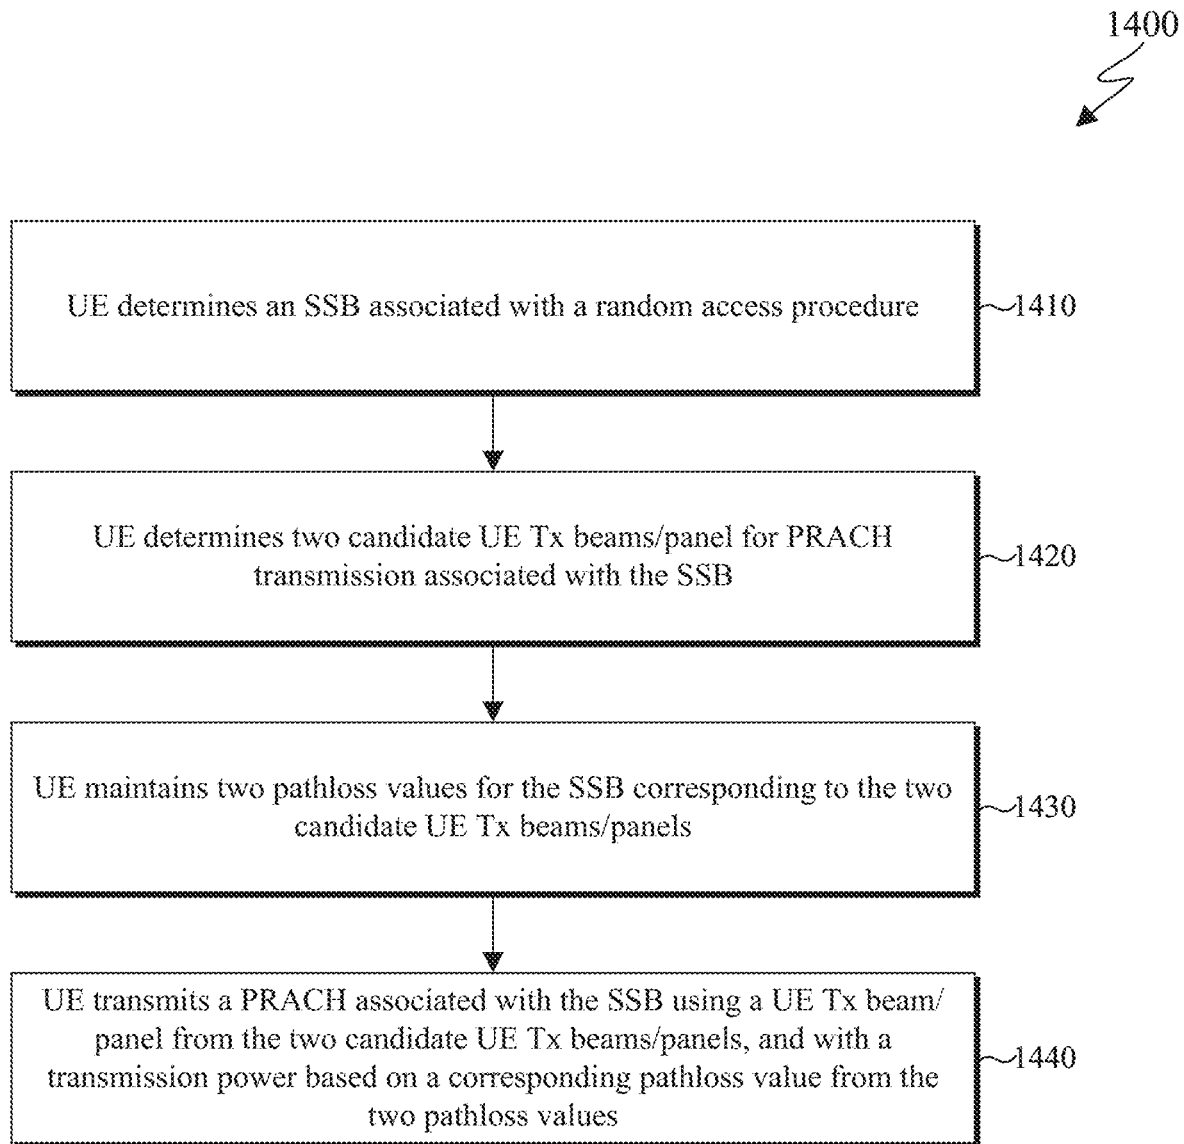 1400
UE determines an SSB associated with a random access procedure
1410
UE determines two candidate UE Tx beams/panel for PRACH
transmission associated with the SSB
1420
UE maintains two pathloss values for the SSB corresponding to the two
candidate UE Tx beams/panels
1430
UE transmits a PRACH associated with the SSB using a UE Tx beam/
panel from the two candidate UE Tx beams/panels, and with a
transmission power based on a corresponding pathloss value from the
two pathloss values
1440